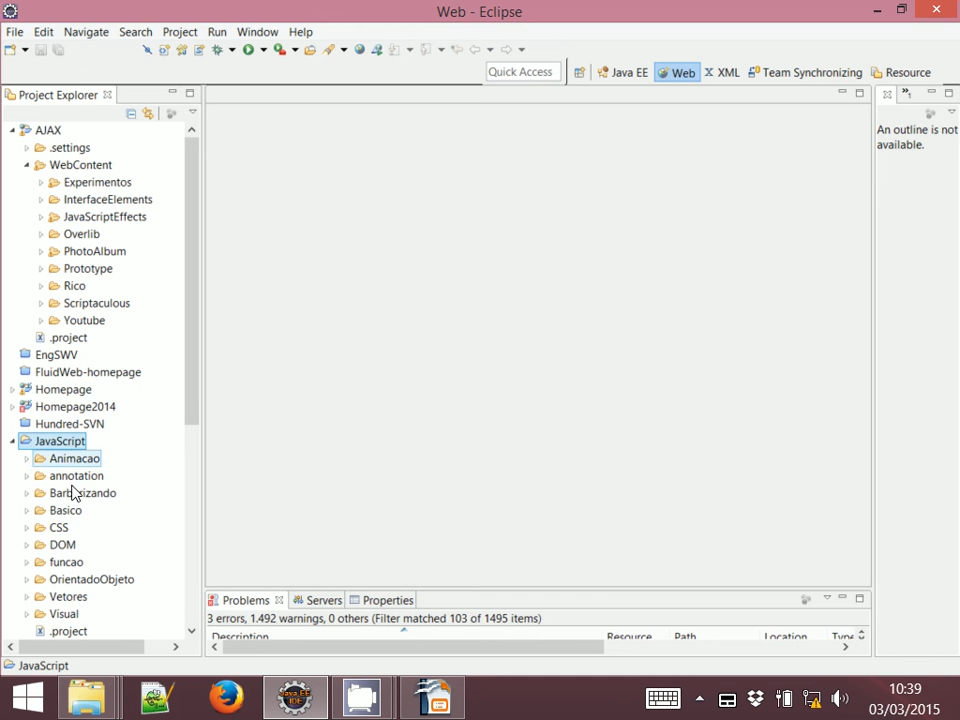 Web - Eclipse
File Edit Navigate Search Project Run Window Help
Quick Access
Java EE
Web
XML
Team Synchronizing
Resource
Project Explorer
AJAX
.settings
WebContent
Experimentos
InterfaceElements
JavaScriptEffects
Overlib
PhotoAlbum
Prototype
Rico
Scriptaculous
Youtube
.project
EngSWV
FluidWeb-homepage
Homepage
Homepage2014
Hundred-SVN
JavaScript
Animacao
annotation
Basico
CSS
DOM
funcao
OrientadoObjeto
Vetores
Visual
.project
An outline is not
available.
Problems Servers Properties
3 errors, 1.492 warnings, 0 others (Filter matched 103 of 1495 items)
Description Resource Path Location Type
JavaScript
Java EE
IDE
10:39
03/03/2015